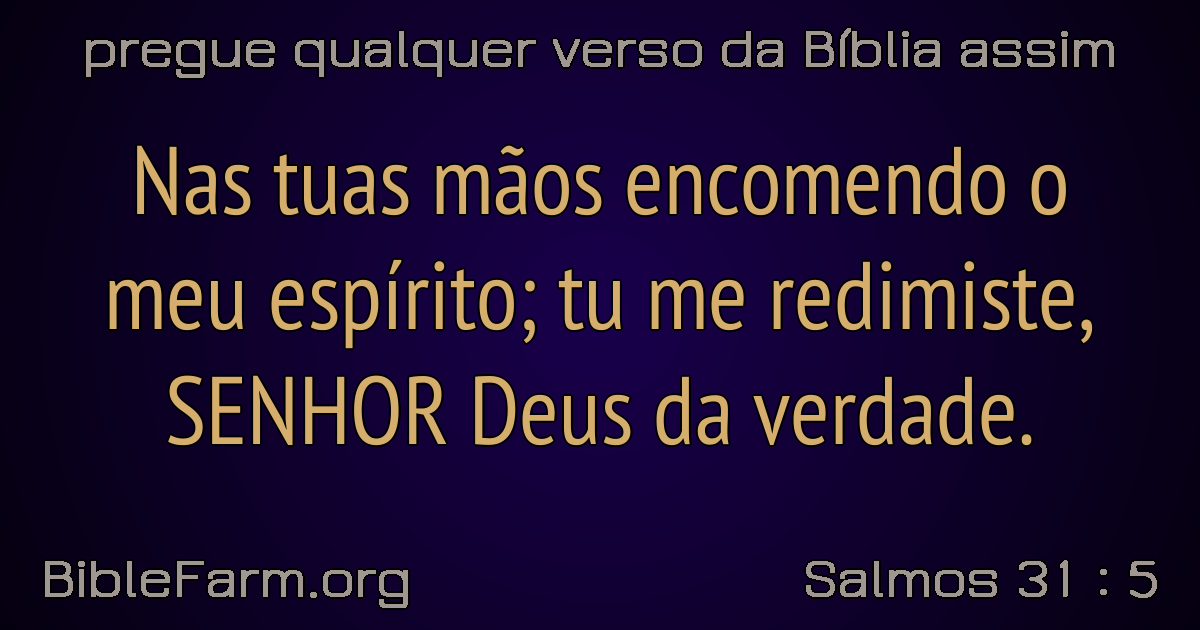 pregue qualquer verso da Bíblia assim
Nas tuas mãos encomendo o
meu espírito; tu me redimiste,
SENHOR Deus da verdade.
BibleFarm.org
Salmos 31 : 5